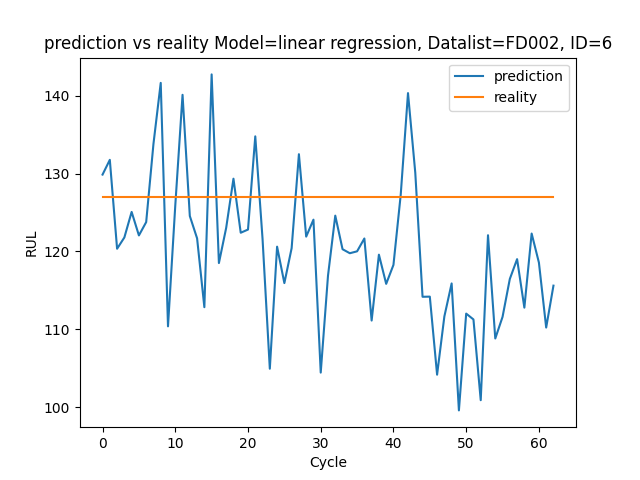 prediction vs reality Model=linear regression, Datalist=FD002, ID=6
prediction
reality
RUL
140
130
120
110
100
0 10 20 30 40 50 60
Cycle